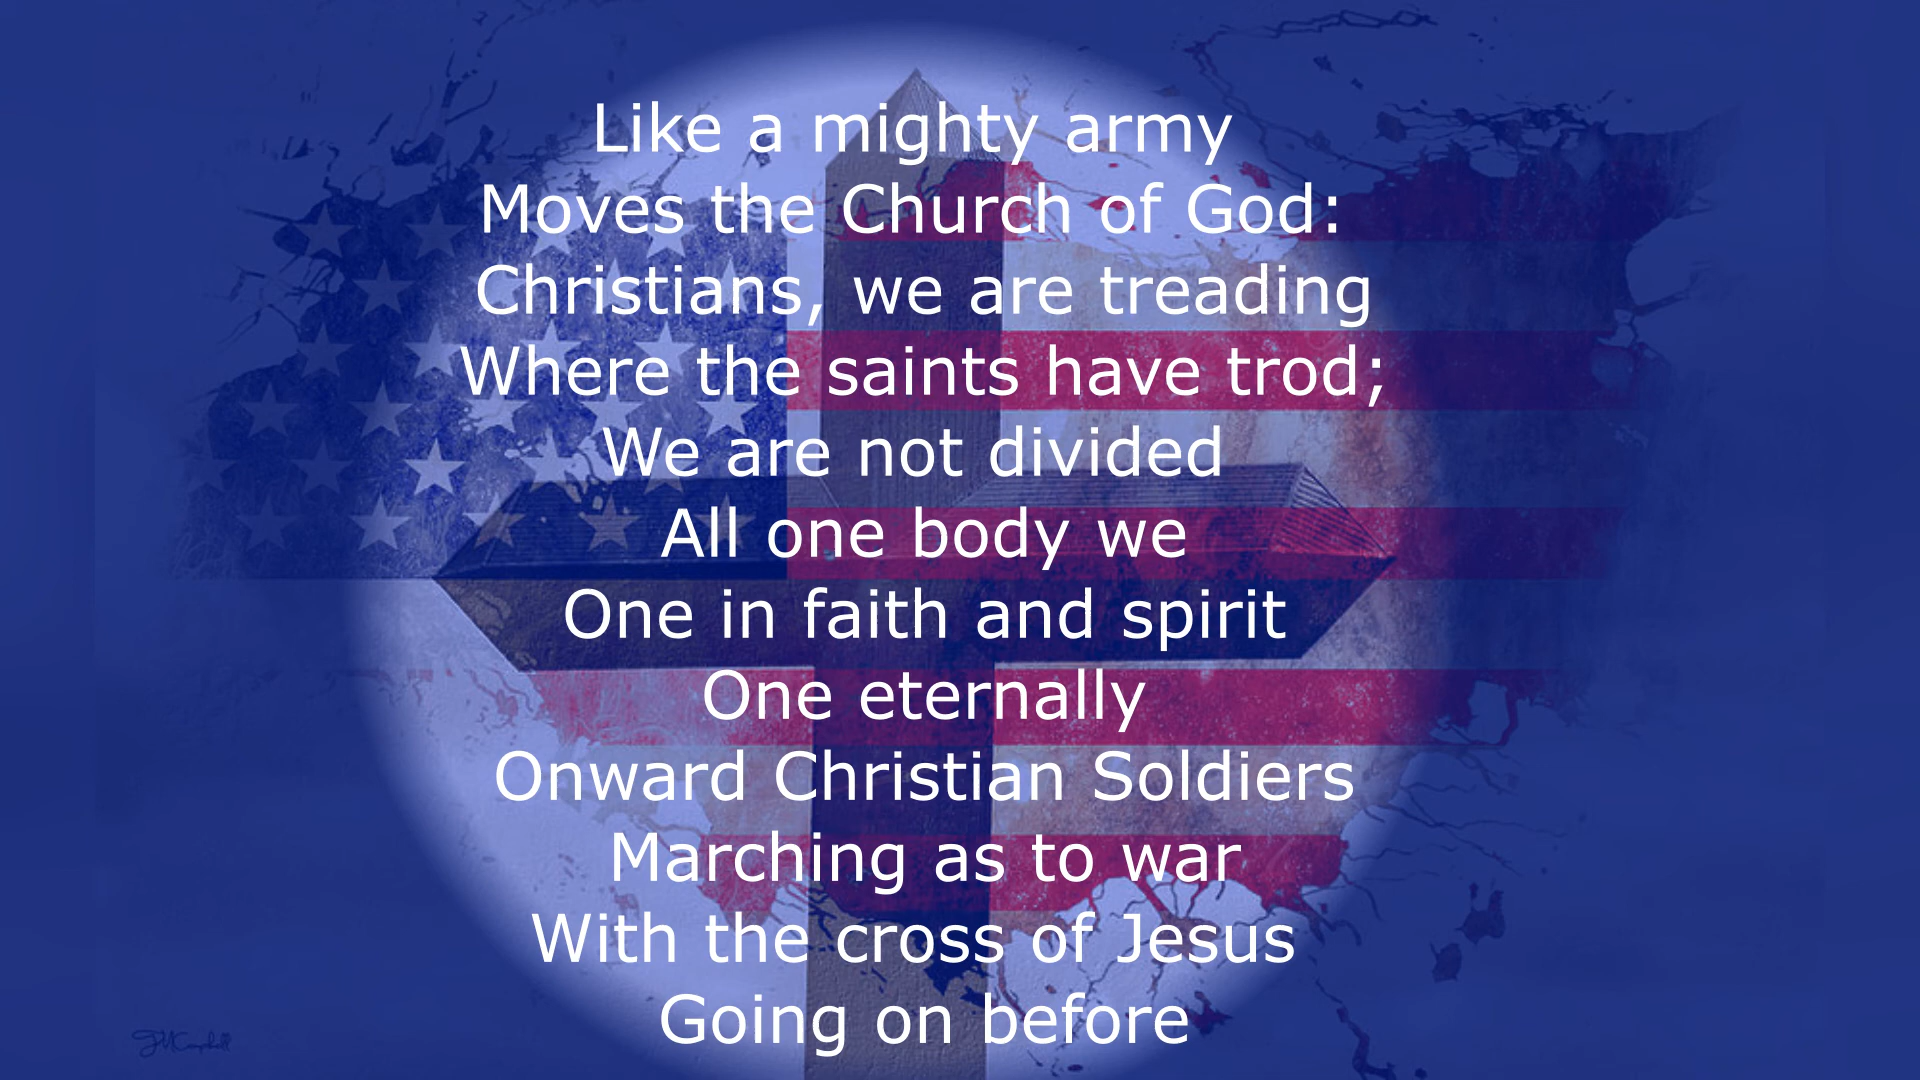 Like a mighty army
Moves the Church of God:
Christians, we are treading
Where the saints have trod;
We are not divided
All one body we
One in faith and spirit
One eternally
Onward Christian Soldiers
Marching as to war
With the cross of Jesus
Going on before